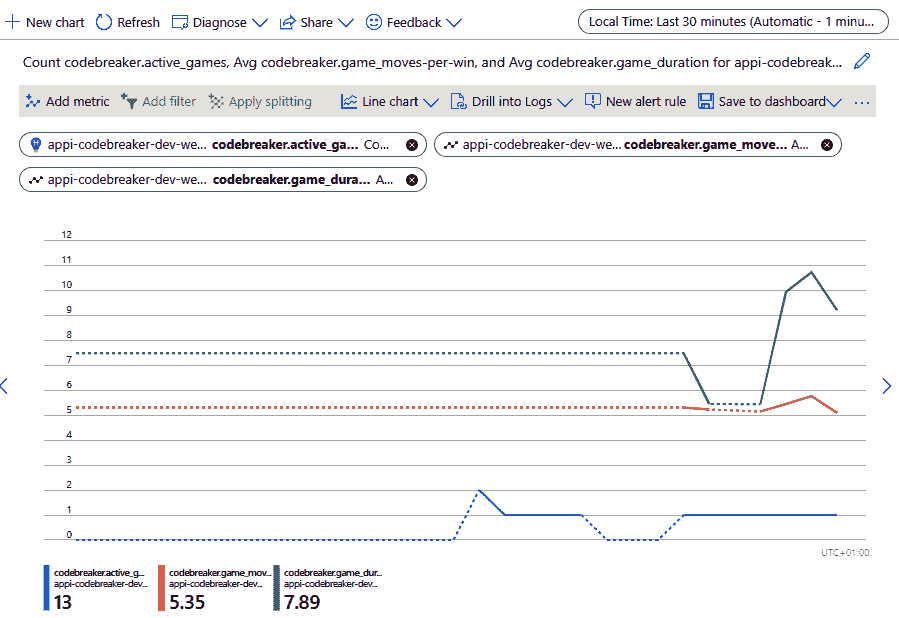 New chart Refresh Diagnose Share Feedback Local Time: Last 30 minutes (Automatic - 1 minu...
Count codebreaker.active_games, Avg codebreaker.game_moves-per-win, and Avg codebreaker.game_duration for appi-codebreak...
Add metric Add filter Apply splitting Line chart Drill into Logs New alert rule Save to dashboard ...
appi-codebreaker-dev-we... codebreaker.active_ga... Co... appi-codebreaker-dev-we... codebreaker.game_move... A...
appi-codebreaker-dev-we... codebreaker.game_dura... A...
12
11
10
9
8
7
6
5
4
3
2
1
0
UTC+01:00
codebreaker.active_g... codebreaker.game_mov... codebreaker.game_dur...
appi-codebreaker-dev... appi-codebreaker-dev... appi-codebreaker-dev...
13 5.35 7.89